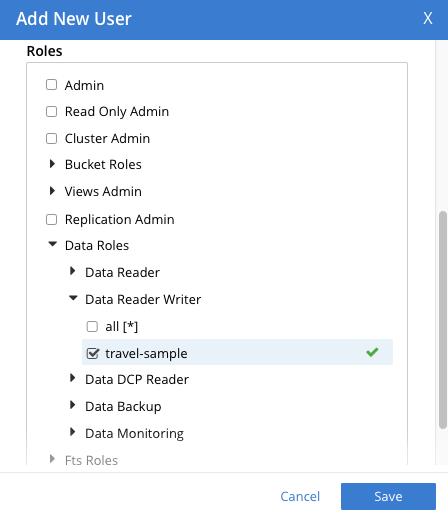 Add New User X
Roles
Admin
Read Only Admin
Cluster Admin
Bucket Roles
Views Admin
Replication Admin
Data Roles
Data Reader
Data Reader Writer
all [*]
travel-sample
Data DCP Reader
Data Backup
Data Monitoring
Fts Roles
Cancel Save